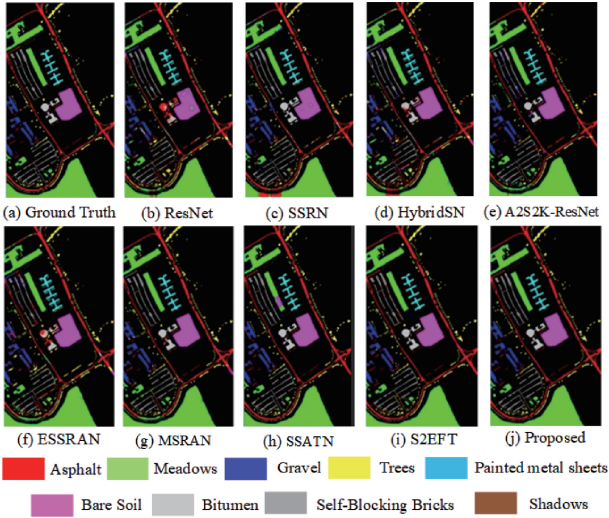 (a) Ground Truth (b) ResNet (c) SSRN (d) HybridSN (e) A2S2K-ResNet
(f) ESSRAN (g) MSRAN (h) SSATN (i) S2EFT (j) Proposed
Asphalt Meadows Gravel Trees Painted metal sheets
Bare Soil Bitumen Self-Blocking Bricks Shadows